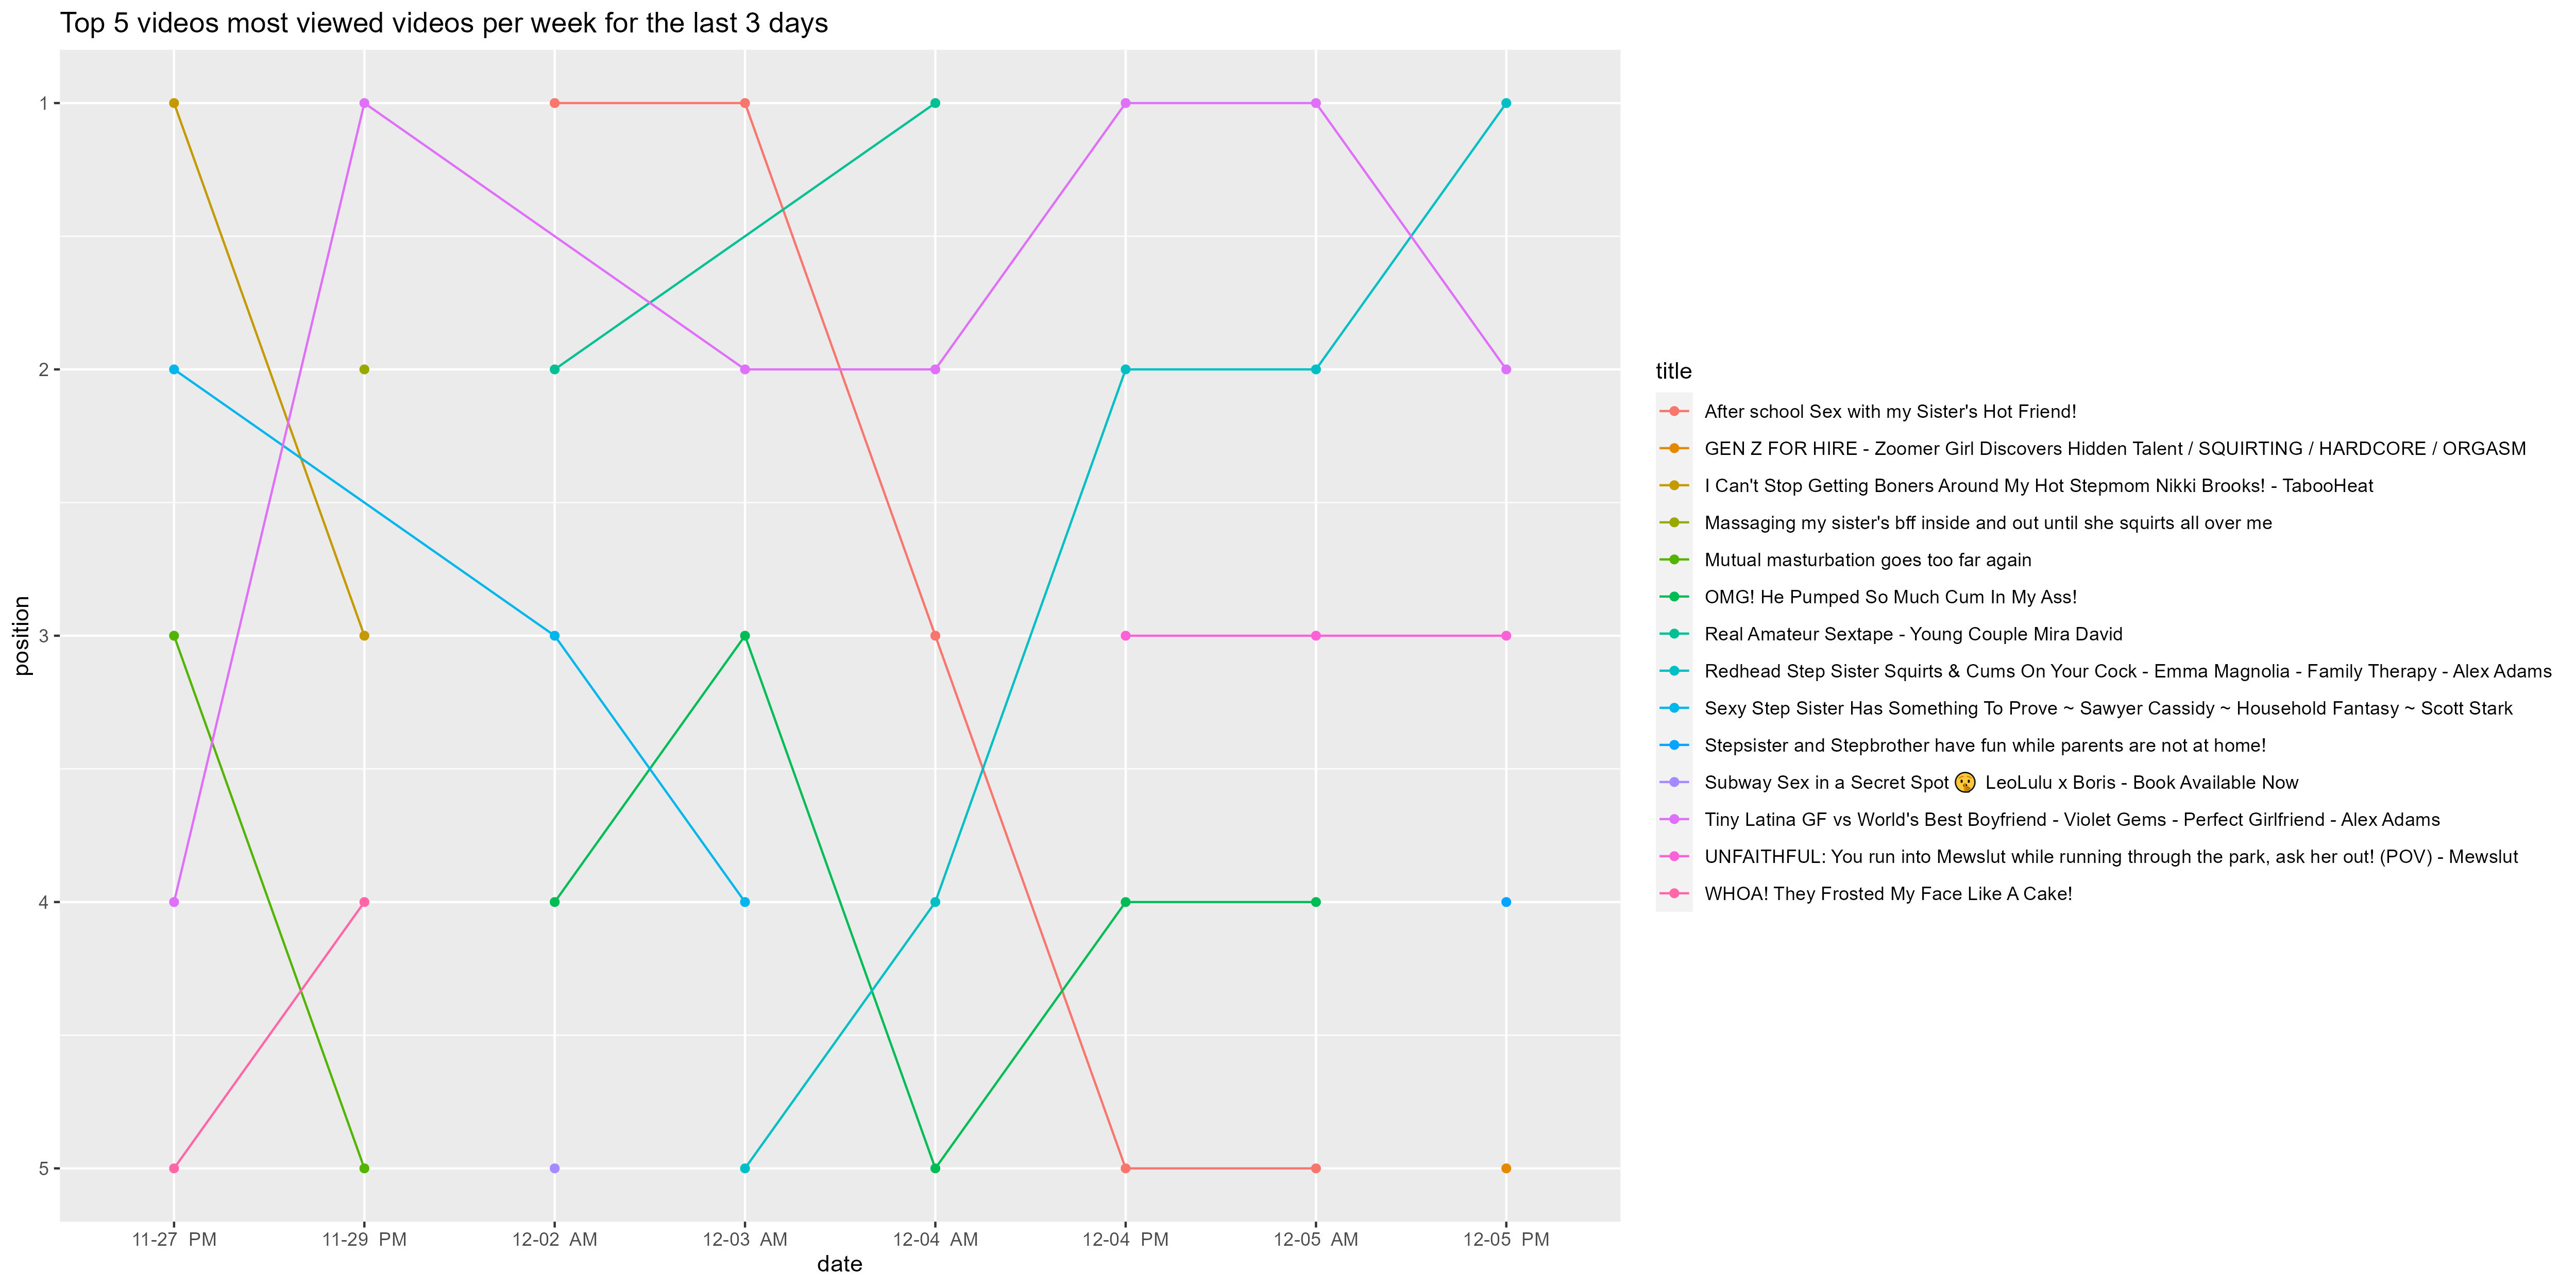 Top 5 videos most viewed videos per week for the last 3 days
1
2
3
4
5
position
11-27 PM
11-29 PM
12-02 AM
12-03 AM
12-04 AM
12-04 PM
12-05 AM
12-05 PM
date
title
After school Sex with my Sister's Hot Friend!
GEN Z FOR HIRE - Zoomer Girl Discovers Hidden Talent / SQUIRTING / HARDCORE / ORGASM
I Can't Stop Getting Boners Around My Hot Stepmom Nikki Brooks! - TabooHeat
Massaging my sister's bff inside and out until she squirts all over me
Mutual masturbation goes too far again
OMG! He Pumped So Much Cum In My Ass!
Real Amateur Sextape - Young Couple Mira David
Redhead Step Sister Squirts & Cums On Your Cock - Emma Magnolia - Family Therapy - Alex Adams
Sexy Step Sister Has Something To Prove ~ Sawyer Cassidy ~ Household Fantasy ~ Scott Stark
Stepsister and Stepbrother have fun while parents are not at home!
Subway Sex in a Secret Spot 🤫 LeoLulu x Boris - Book Available Now
Tiny Latina GF vs World's Best Boyfriend - Violet Gems - Perfect Girlfriend - Alex Adams
UNFAITHFUL: You run into Mewslut while running through the park, ask her out! (POV) - Mewslut
WHOA! They Frosted My Face Like A Cake!